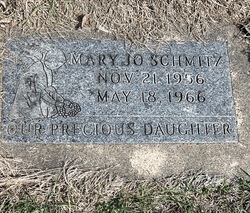 MARY JO SCHMITZ
NOV. 21, 1956
MAY 18, 1966
OUR PRECIOUS DAUGHTER